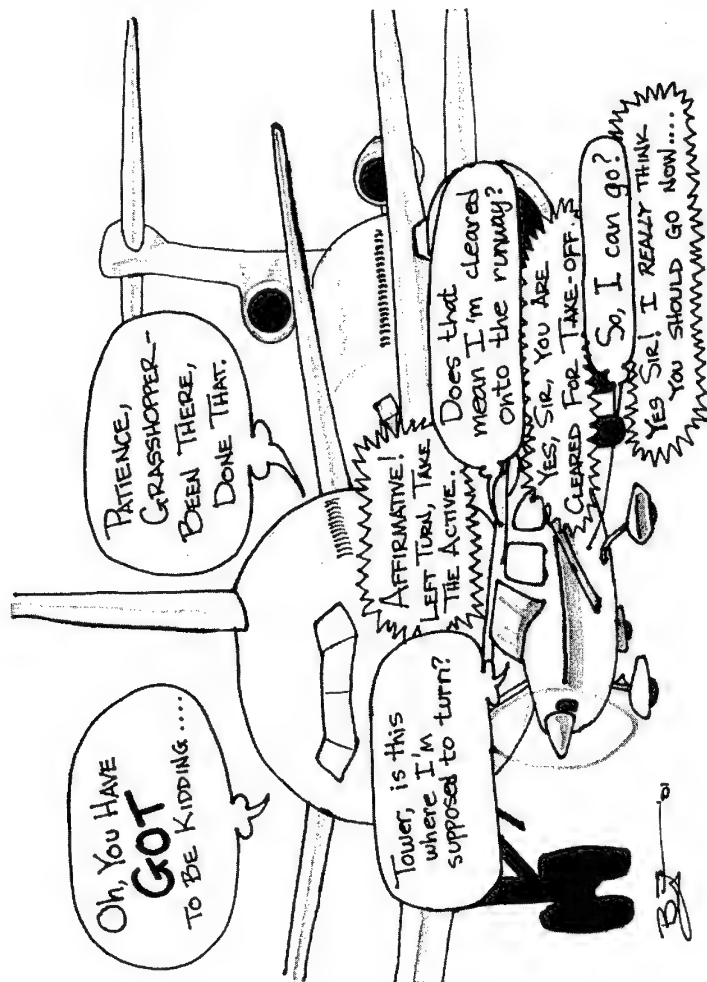 Oh, You Have
GOT
To Be Kidding.....
Patience,
Grasshopper-
Been There,
Done That.
Tower, is this
where I'm
supposed to turn?
Affirmative!
Left Turn, Take
The Active.
Does that
mean I'm cleared
onto the runway?
Yes, Sir, You Are
Cleared For Take-Off.
So, I can go?
Yes Sir! I Really Think
You Should Go Now....
'01